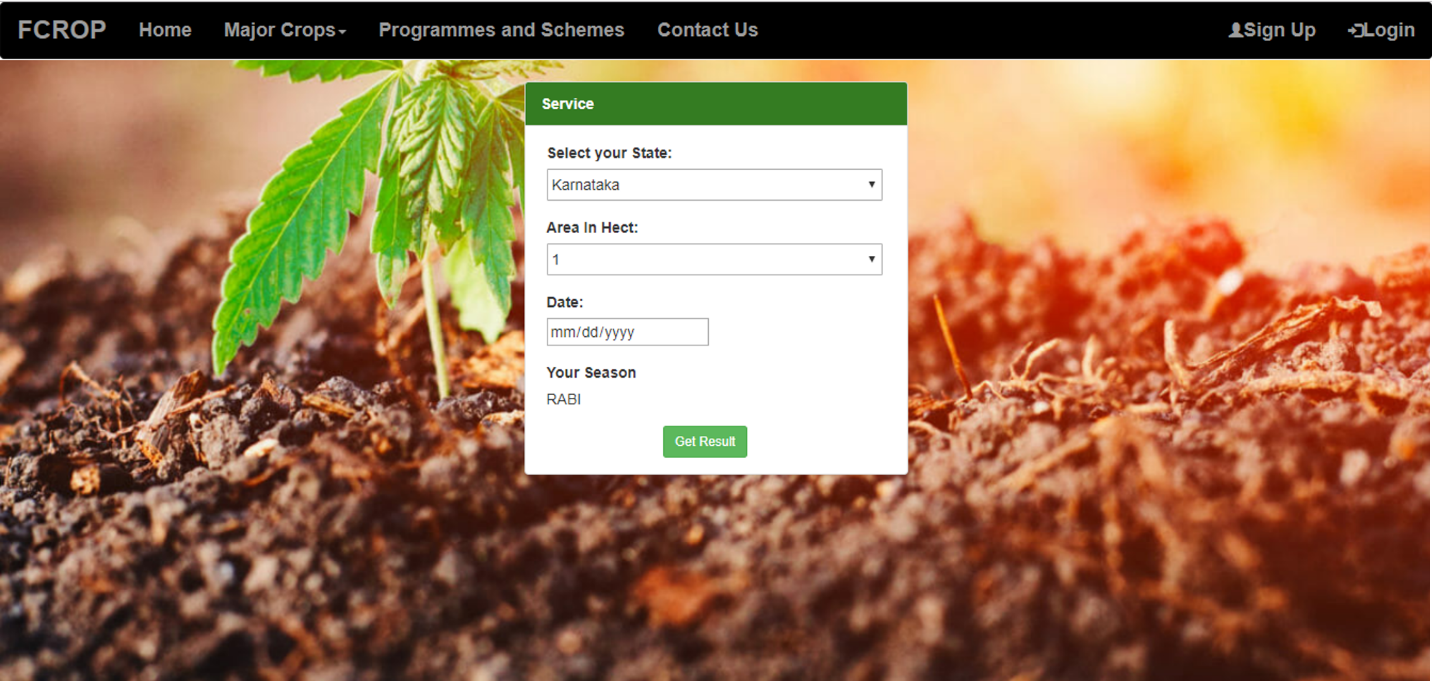 FCROP Home Major Crops Programmes and Schemes Contact Us Sign Up Login
Service
Select your State:
Karnataka
Area In Hect:
1
Date:
mm/dd/yyyy
Your Season
RABI
Get Result